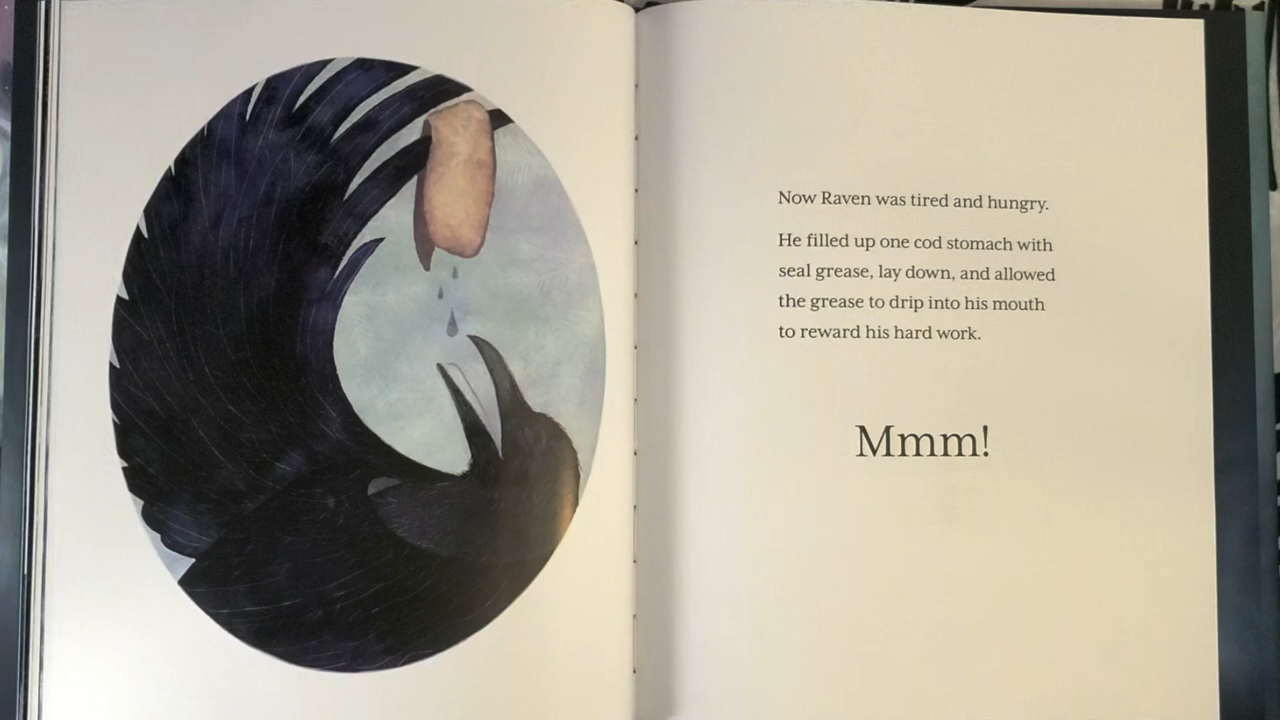 Now Raven was tired and hungry.
He filled up one cod stomach with
seal grease, lay down, and allowed
the grease to drip into his mouth
to reward his hard work.
Mmm!